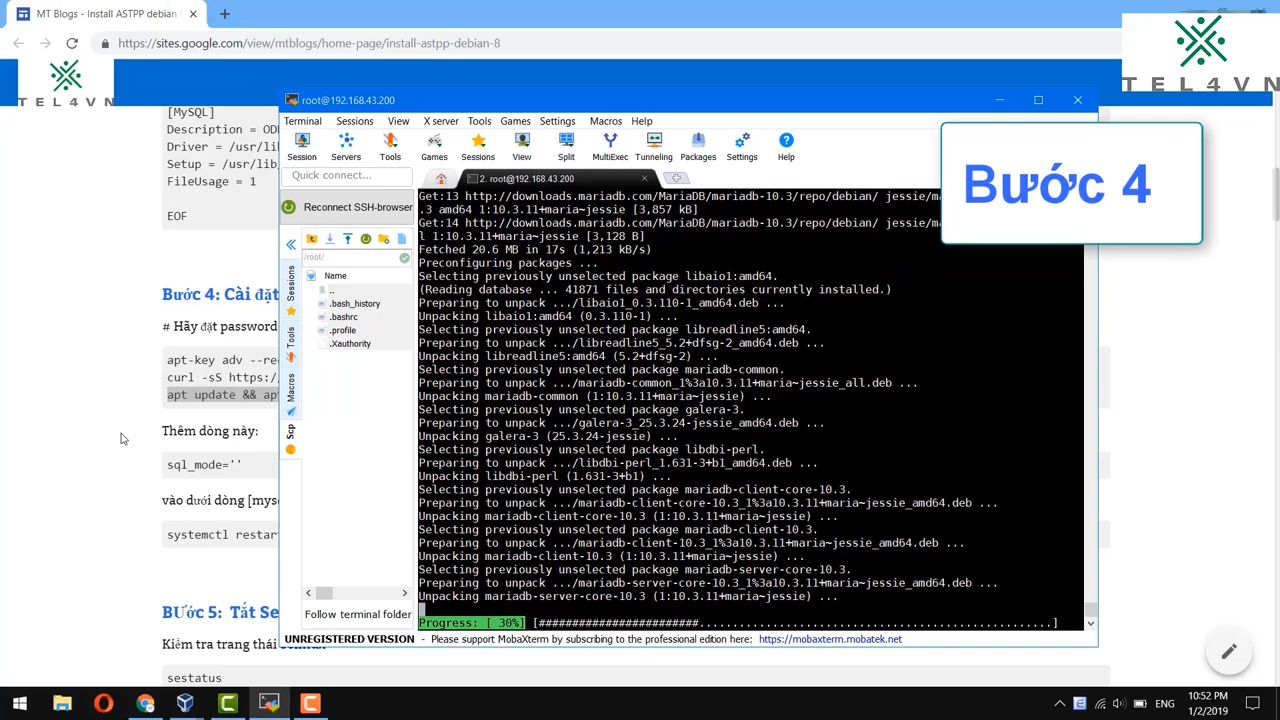 MT Blogs - Install ASTPP debian
https://sites.google.com/view/mtblogs/home-page/install-astpp-debian-8
TEL4VN
TEL4VN
[MySQL]
Description =
Driver = /usr/lib
Setup = /usr/lib
FileUsage = 1
EOF
Bước 4: Cài đặt
# Hãy đặt password
apt-key adv
curl -sS https:/
apt update &&
Thêm dòng này:
sql_mode=''
vào dưới dòng
systemctl
BƯớc 5: Tắt
Kiểm tra trang thái
sestatus
root@192.168.43.200
Terminal Sessions View X server Tools Games Settings Macros Help
Session Servers Tools Games Sessions View Split MultiExec Tunneling Packages Settings Help
Quick connect...
2. root@192.168.43.200
Reconnect SSH-browser
/root/
Name
..
.bash_history
.bashrc
.profile
.Xauthority
Sessions
Tools
Macros
Scp
Follow terminal folder
Get:13 http://downloads.mariadb.com/MariaDB/mariadb-10.3/repo/debian/
.3 amd64 1:10.3.11+maria~jessie [3,857 kB]
Get:14 http://downloads.mariadb.com/MariaDB/mariadb-10.3/repo/debian/
l 1:10.3.11+maria~jessie [3,128 B]
Fetched 20.6 MB in 17s (1,213 kB/s)
Preconfiguring packages ...
Selecting previously unselected package libaio1:amd64.
(Reading database ... 41871 files and directories currently installed.)
Preparing to unpack .../libaio1_0.3.110-1_amd64.deb ...
Unpacking libaio1:amd64 (0.3.110-1) ...
Selecting previously unselected package libreadline5:amd64.
Preparing to unpack .../libreadline5_5.2+dfsg-2_amd64.deb ...
Unpacking libreadline5:amd64 (5.2+dfsg-2) ...
Selecting previously unselected package mariadb-common.
Preparing to unpack .../mariadb-common_1%3a10.3.11+maria~jessie_all.deb ...
Unpacking mariadb-common (1:10.3.11+maria~jessie) ...
Selecting previously unselected package galera-3.
Preparing to unpack .../galera-3_25.3.24-jessie_amd64.deb ...
Unpacking galera-3 (25.3.24-jessie) ...
Selecting previously unselected package libdbi-perl.
Preparing to unpack .../libdbi-perl_1.631-3+b1_amd64.deb ...
Unpacking libdbi-perl (1.631-3+b1) ...
Selecting previously unselected package mariadb-client-core-10.3.
Preparing to unpack .../mariadb-client-core-10.3_1%3a10.3.11+maria~jessie_amd64.deb ...
Unpacking mariadb-client-core-10.3 (1:10.3.11+maria~jessie) ...
Selecting previously unselected package mariadb-client-10.3.
Preparing to unpack .../mariadb-client-10.3_1%3a10.3.11+maria~jessie_amd64.deb ...
Unpacking mariadb-client-10.3 (1:10.3.11+maria~jessie) ...
Selecting previously unselected package mariadb-server-core-10.3.
Preparing to unpack .../mariadb-server-core-10.3_1%3a10.3.11+maria~jessie_amd64.deb ...
Unpacking mariadb-server-core-10.3 (1:10.3.11+maria~jessie) ...
Progress: [ 30%] [########################......................................................]
UNREGISTERED VERSION - Please support MobaXterm by subscribing to the professional edition here: https://mobaxterm.mobatek.net
Bước 4
ENG
10:52 PM
1/2/2019